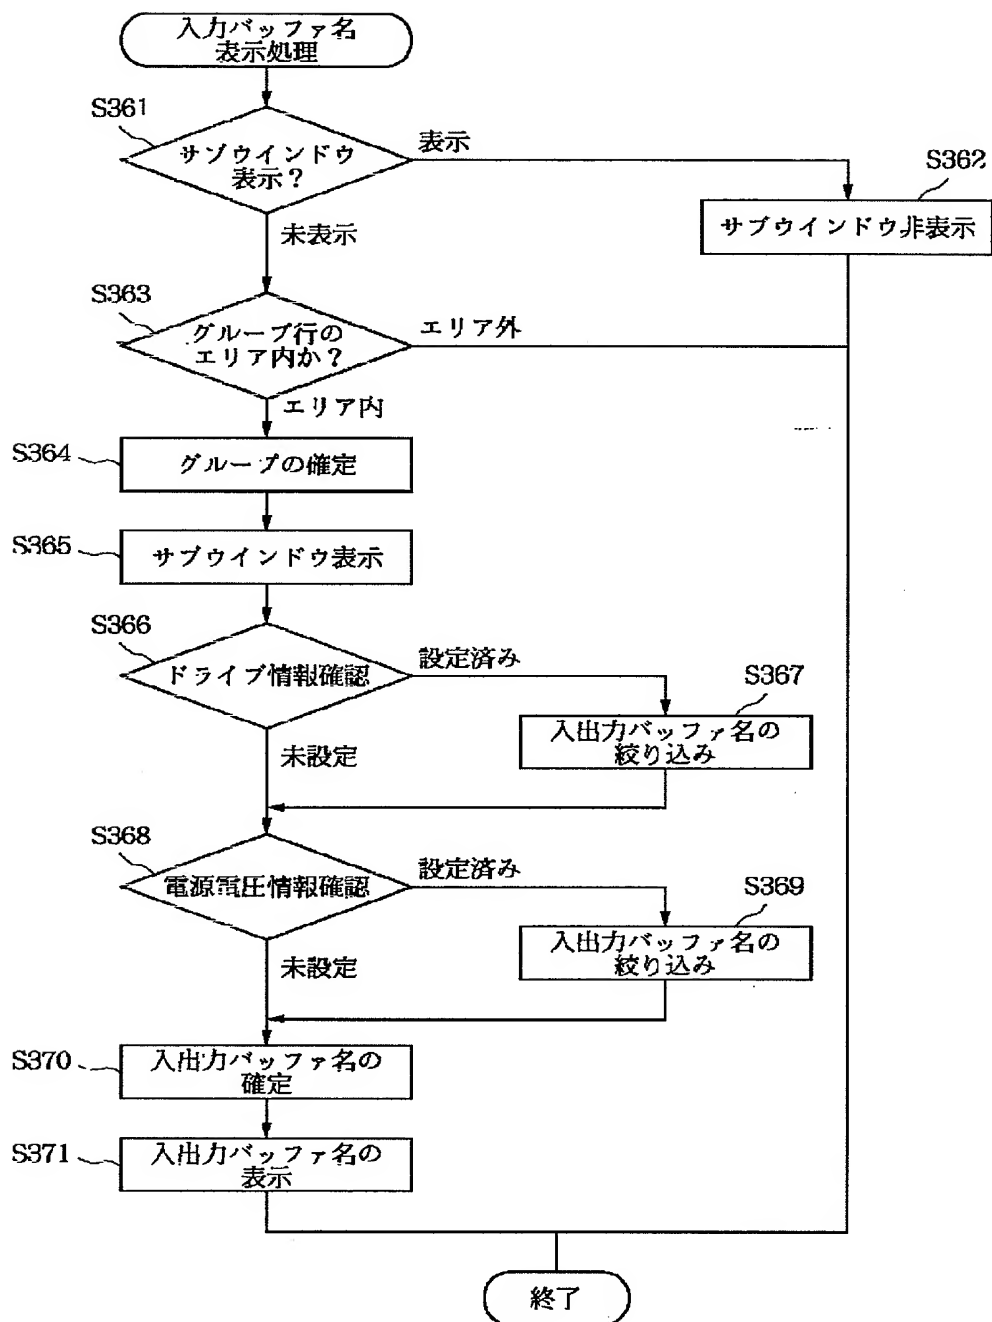 入力バッファ名
表示処理
S361
サブウインドウ
表示？
表示
S362
サブウインドウ非表示
未表示
S363
グループ行の
エリア内か？
エリア外
エリア内
S364
グループの確定
S365
サブウインドウ表示
S366
ドライブ情報確認
設定済み
S367
入出力バッファ名の
絞り込み
未設定
S368
電源電圧情報確認
設定済み
S369
入出力バッファ名の
絞り込み
未設定
S370
入出力バッファ名の
確定
S371
入出力バッファ名の
表示
終了